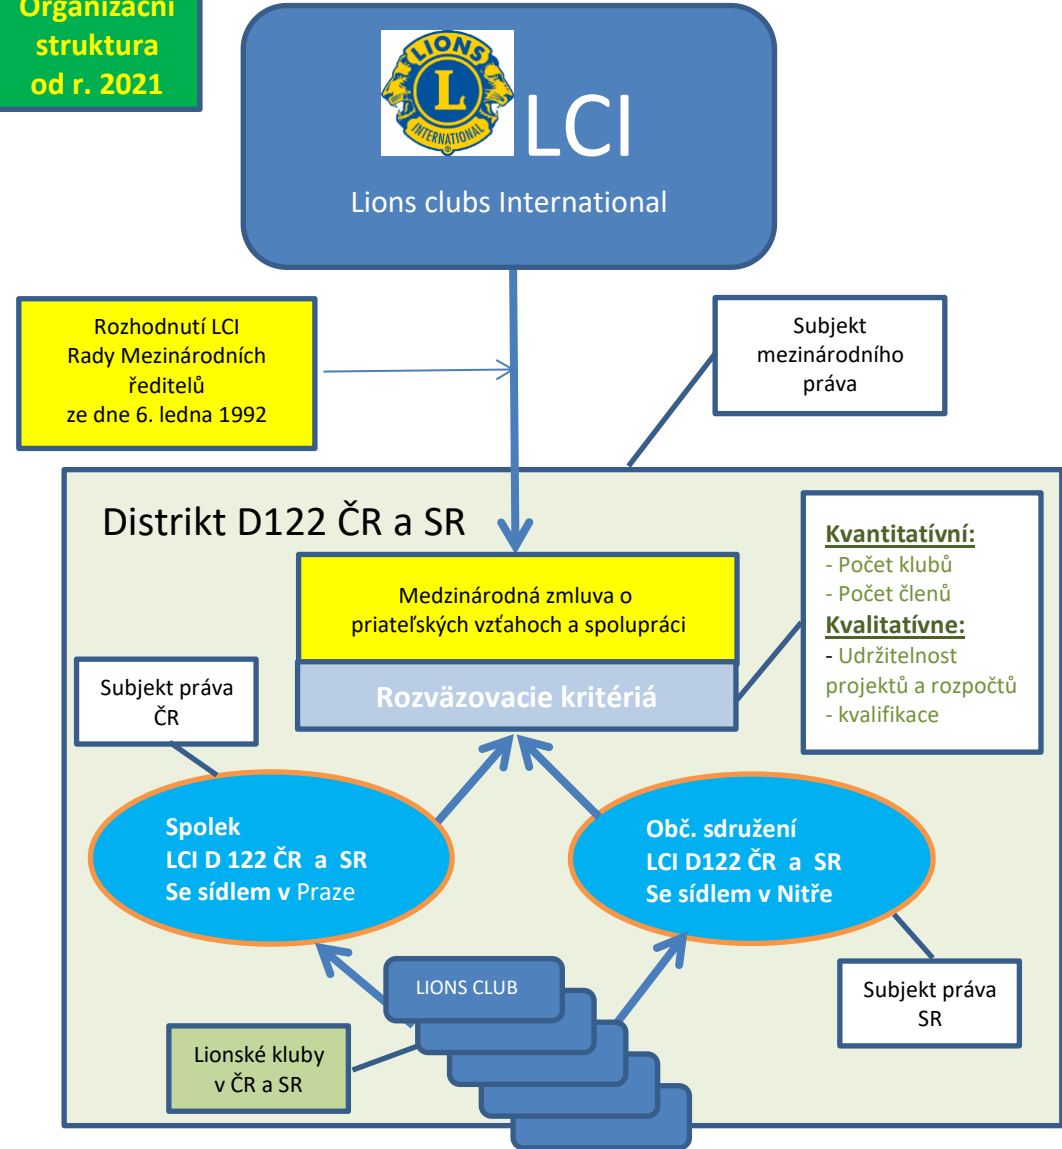 Organizační
struktura
od r. 2021
LIONS
L
INTERNATIONAL
®
LCI
Lions clubs International
Rozhodnutí LCI
Rady Mezinárodních
ředitelů
ze dne 6. ledna 1992
Subjekt
mezinárodního
práva
Distrikt D122 ČR a SR
Medzinárodná zmluva o
priateľských vzťahoch a spolupráci
Rozväzovacie kritériá
Kvantitatívní:
- Počet klubů
- Počet členů
Kvalitatívne:
- Udržitelnost
projektů a rozpočtů
- kvalifikace
Subjekt práva
ČR
Spolek
LCI D 122 ČR a SR
Se sídlem v Praze
Obč. sdružení
LCI D122 ČR a SR
Se sídlem v Nitře
LIONS CLUB
Subjekt práva
SR
Lionské kluby
v ČR a SR